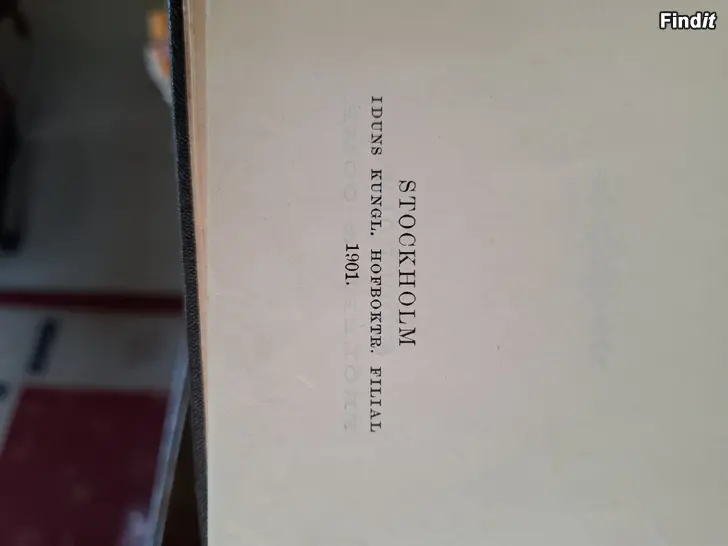 STOCKHOLM
IDUNS KUNGL. HOFBOKTR. FILIAL
1901.
Findit